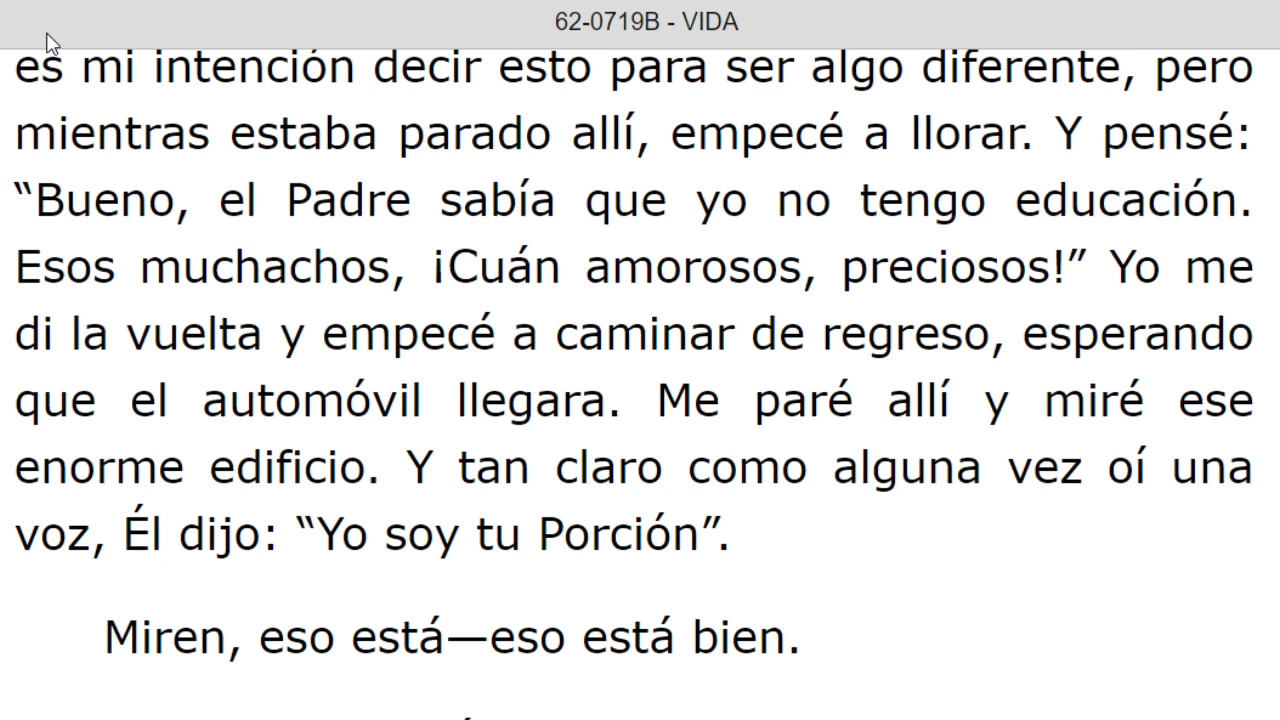 62-0719B - VIDA
es mi intención decir esto para ser algo diferente, pero
mientras estaba parado allí, empecé a llorar. Y pensé:
“Bueno, el Padre sabía que yo no tengo educación.
Esos muchachos, ¡Cuán amorosos, preciosos!” Yo me
di la vuelta y empecé a caminar de regreso, esperando
que el automóvil llegara. Me paré allí y miré ese
enorme edificio. Y tan claro como alguna vez oí una
voz, Él dijo: “Yo soy tu Porción”.
Miren, eso está—eso está bien.